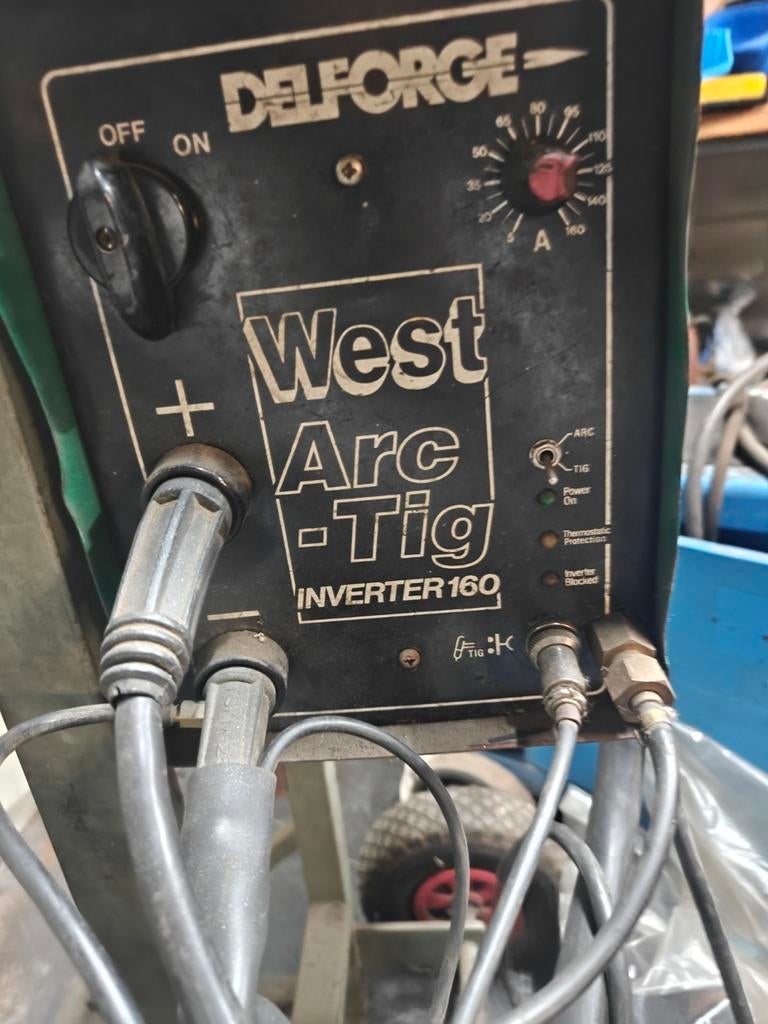 DELFORGE
OFF ON
5 20 35 50 65 80 95 110 125 140 160
A
West
Arc
-Tig
INVERTER 160
+
−
ARC
TIG
Power
On
Thermostatic
Protection
Inverter
Blocked
TIG